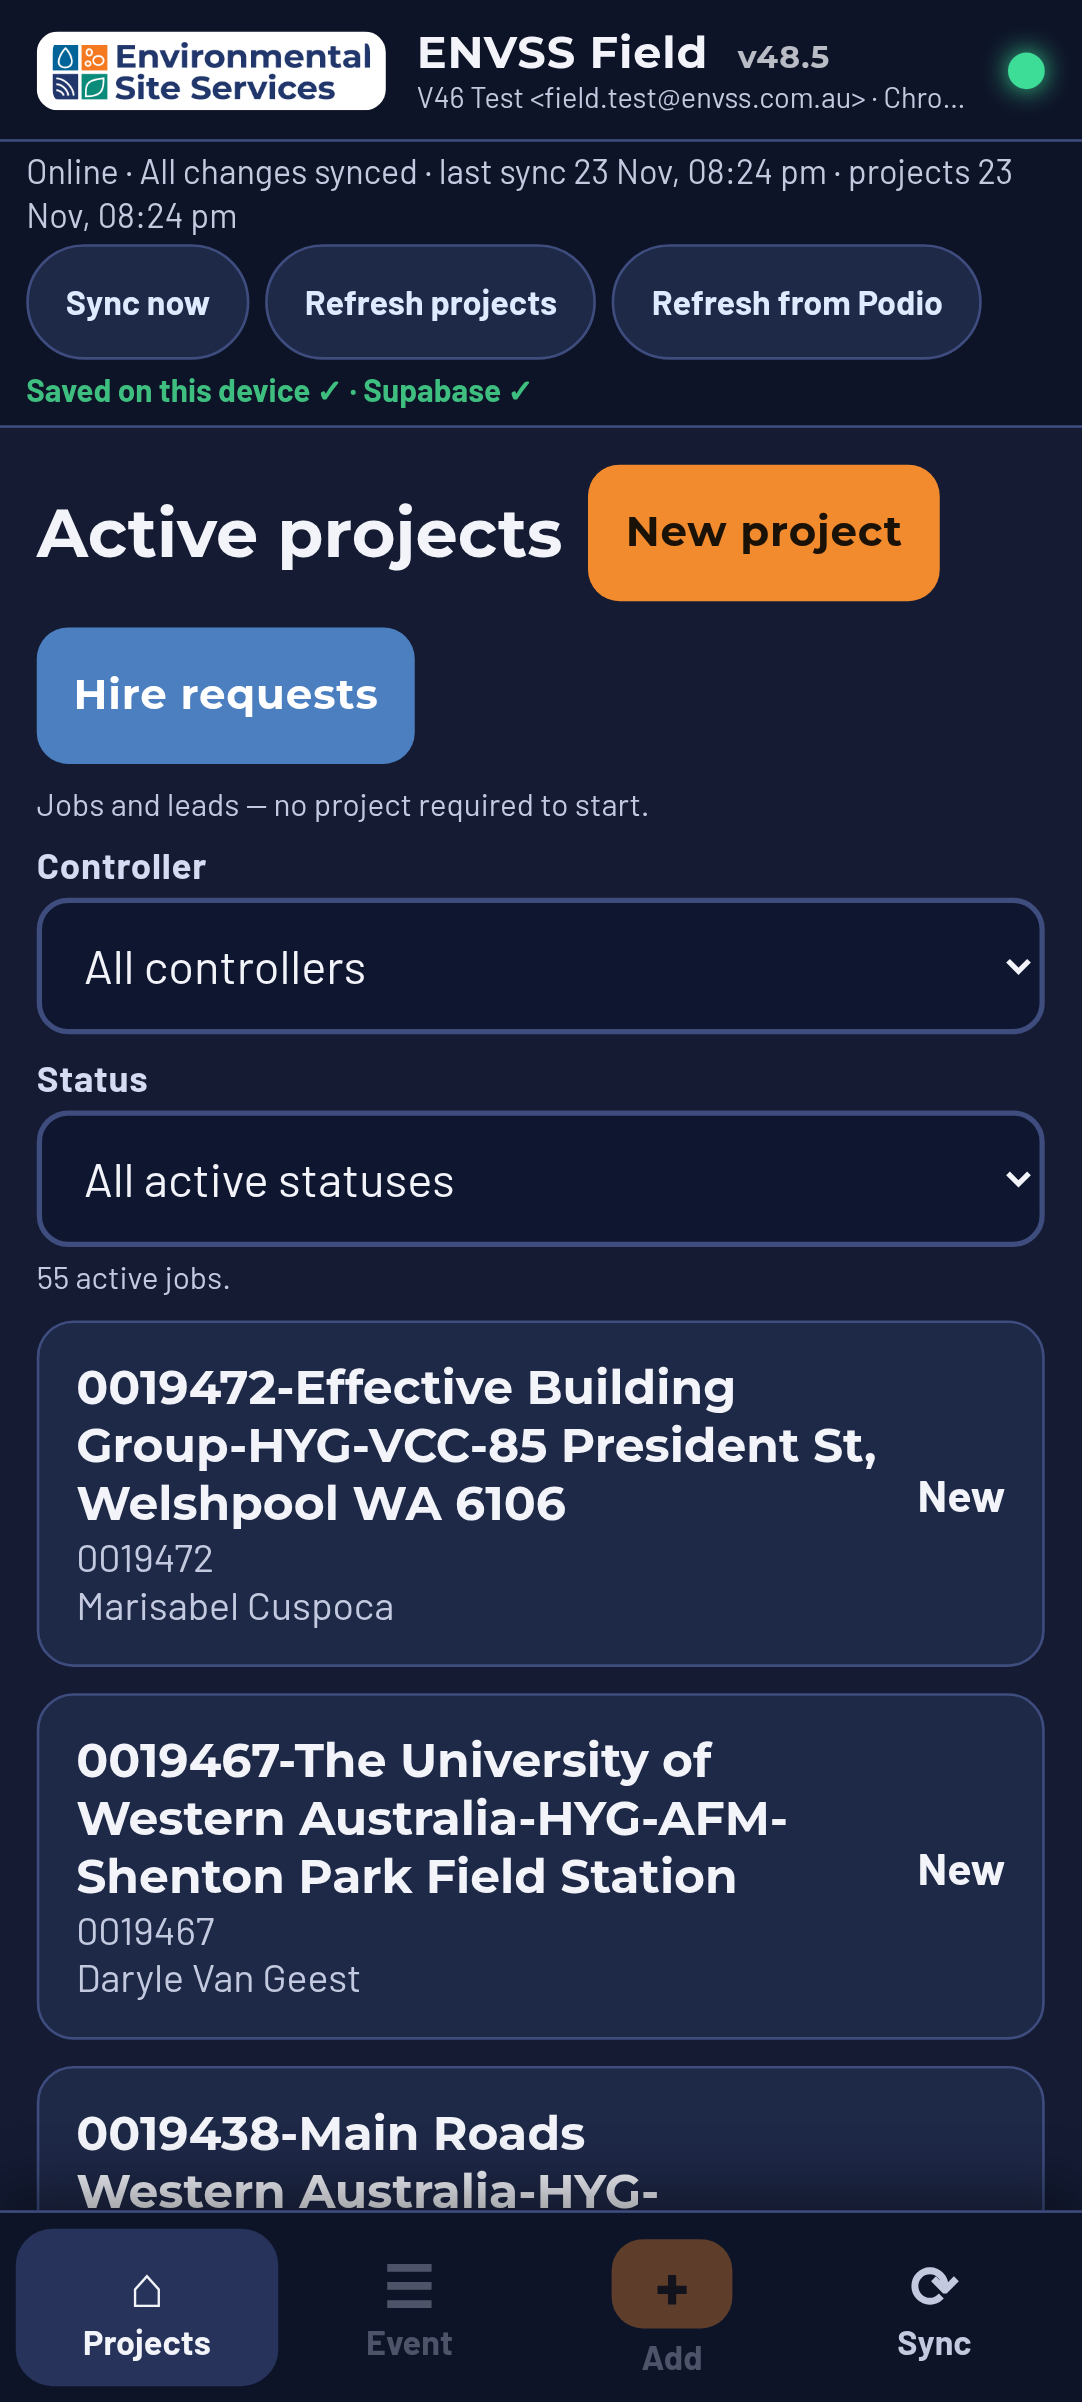 Environmental
Site Services
ENVSS Field v48.5
V46 Test <field.test@envss.com.au> · Chro...
Online · All changes synced · last sync 23 Nov, 08:24 pm · projects 23
Nov, 08:24 pm
Sync now
Refresh projects
Refresh from Podio
Saved on this device ✓ · Supabase ✓
Active projects
New project
Hire requests
Jobs and leads — no project required to start.
Controller
All controllers
Status
All active statuses
55 active jobs.
0019472-Effective Building
Group-HYG-VCC-85 President St,
Welshpool WA 6106
New
0019472
Marisabel Cuspoca
0019467-The University of
Western Australia-HYG-AFM-
Shenton Park Field Station
New
0019467
Daryle Van Geest
0019438-Main Roads
Western Australia-HYG-
Projects
Event
Add
Sync